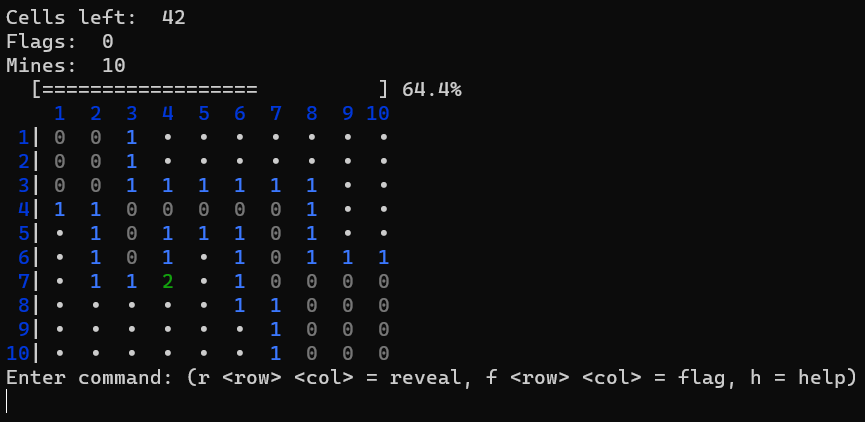 Cells left:  42
Flags:  0
Mines:  10
  [==================          ] 64.4%
    1  2  3  4  5  6  7  8  9 10
 1| 0  0  1  •  •  •  •  •  •  •
 2| 0  0  1  •  •  •  •  •  •  •
 3| 0  0  1  1  1  1  1  1  •  •
 4| 1  1  0  0  0  0  0  1  •  •
 5| •  1  0  1  1  1  0  1  •  •
 6| •  1  0  1  •  1  0  1  1  1
 7| •  1  1  2  •  1  0  0  0  0
 8| •  •  •  •  •  1  1  0  0  0
 9| •  •  •  •  •  •  1  0  0  0
10| •  •  •  •  •  •  1  0  0  0
Enter command: (r <row> <col> = reveal, f <row> <col> = flag, h = help)